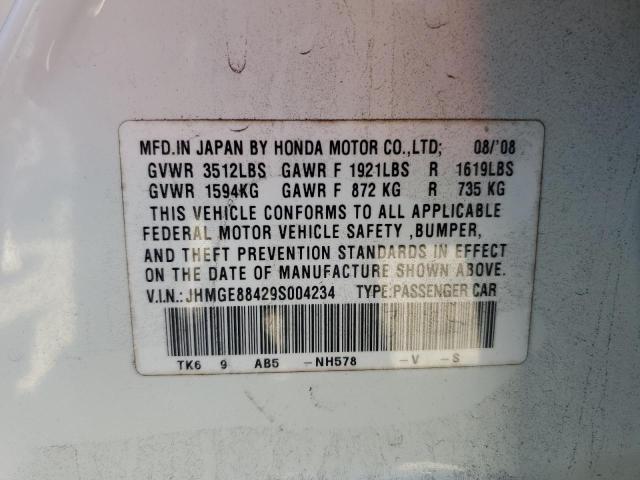 MFD.IN JAPAN BY HONDA MOTOR CO.,LTD; 08/'08
GVWR 3512LBS GAWR F 1921LBS R 1619LBS
GVWR 1594KG GAWR F 872 KG R 735 KG
THIS VEHICLE CONFORMS TO ALL APPLICABLE
FEDERAL MOTOR VEHICLE SAFETY ,BUMPER,
AND THEFT PREVENTION STANDARDS IN EFFECT
ON THE DATE OF MANUFACTURE SHOWN ABOVE.
V.I.N.:JHMGE88429S004234 TYPE:PASSENGER CAR
TK6 9 AB5 -NH578 -V -S